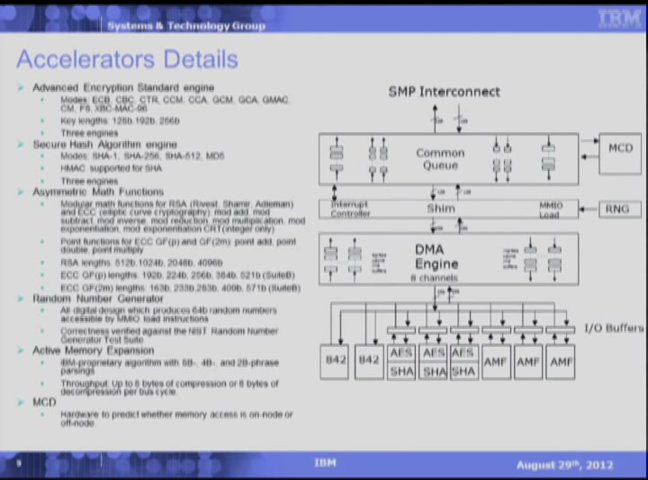 Systems & Technology Group
IBM
Accelerators Details
Advanced Encryption Standard engine
Modes: ECB, CBC, CTR, CCM, CCA, GCM, GCA, GMAC,
Key lengths: 128b, 192b, 256b
Three engines
Secure Hash Algorithm engine
Modes: SHA-1, SHA-256, SHA-512, MD5
HMAC supported for SHA
Three engines
Asymmetric Math Functions
Modular math functions for RSA (Rivest, Shamir, Adleman)
and ECC (elliptic curve cryptography): mod add, mod
subtract, mod inverse, mod reduction, mod multiplication, mod
exponentiation, mod exponentiation CRT (integer only)
Point functions for ECC GF(p) and GF(2m): point add, point
double, point multiply
RSA lengths: 512b, 1024b, 2048b, 4096b
ECC GF(p) lengths: 192b, 224b, 256b, 384b, 521b (SuiteB)
ECC GF(2m) lengths: 163b, 233b, 283b, 409b, 571b (SuiteB)
Random Number Generator
All digital design which produces 64b random numbers
accessible by MMIO load instructions
Correctness verified against the NIST Random Number
Generator Test Suite
Active Memory Expansion
IBM-proprietary algorithm with 8B-, 4B-, and 2B-phrase
parsings
Throughput: Up to 8 bytes of compression or 8 bytes of
decompression per bus cycle.
MCD
Hardware to predict whether memory access is on-node or
off-node
SMP Interconnect
Common
Queue
MCD
Interrupt
Controller
Shim
MMIO
Load
RNG
DMA
Engine
8 channels
I/O Buffers
842
842
AES
SHA
AES
SHA
AES
SHA
AMF
AMF
AMF
9
IBM
August 29th, 2012